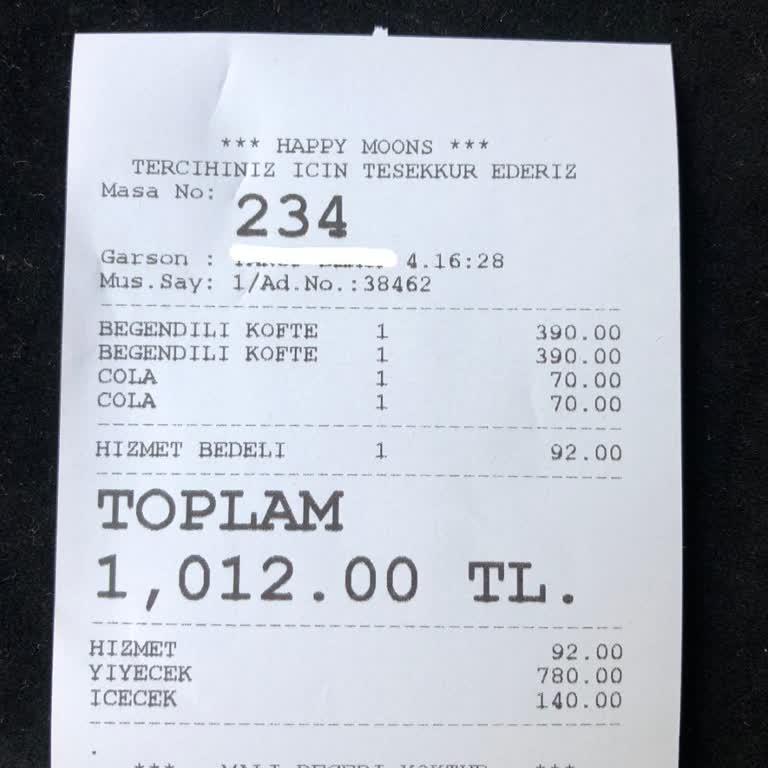 *** HAPPY MOONS ***
TERCIHINIZ ICIN TESEKKUR EDERIZ
Masa No: 234
Garson : 4.16:28
Mus.Say: 1/Ad.No.:38462
BEGENDILI KOFTE 1 390.00
BEGENDILI KOFTE 1 390.00
COLA 1 70.00
COLA 1 70.00
HIZMET BEDELI 1 92.00
TOPLAM
1,012.00 TL.
HIZMET 92.00
YIYECEK 780.00
ICECEK 140.00
.